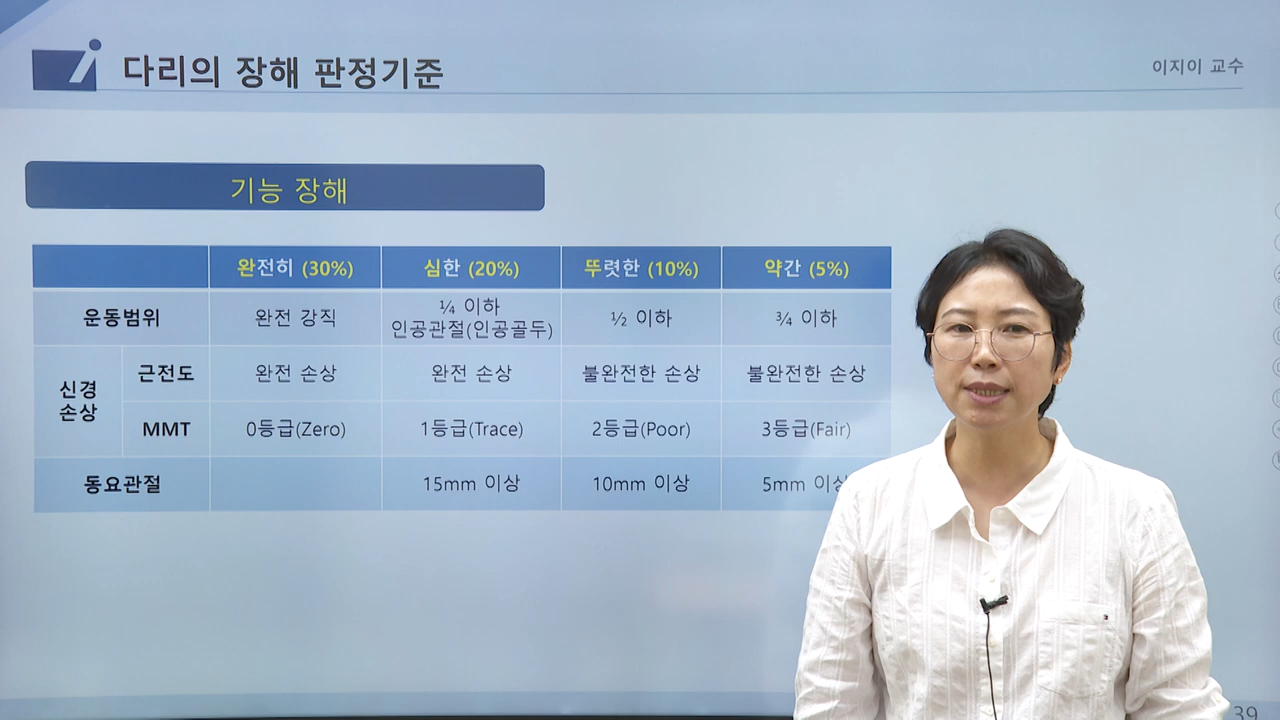 다리의 장해 판정기준
이지이 교수
기능 장해
완전히 (30%) 심한 (20%) 뚜렷한 (10%) 약간 (5%)
운동범위 완전 강직 ¼ 이하 인공관절(인공골두) ½ 이하 ¾ 이하
신경 손상 근전도 완전 손상 완전 손상 불완전한 손상 불완전한 손상
MMT 0등급(Zero) 1등급(Trace) 2등급(Poor) 3등급(Fair)
동요관절 15mm 이상 10mm 이상 5mm 이상
39